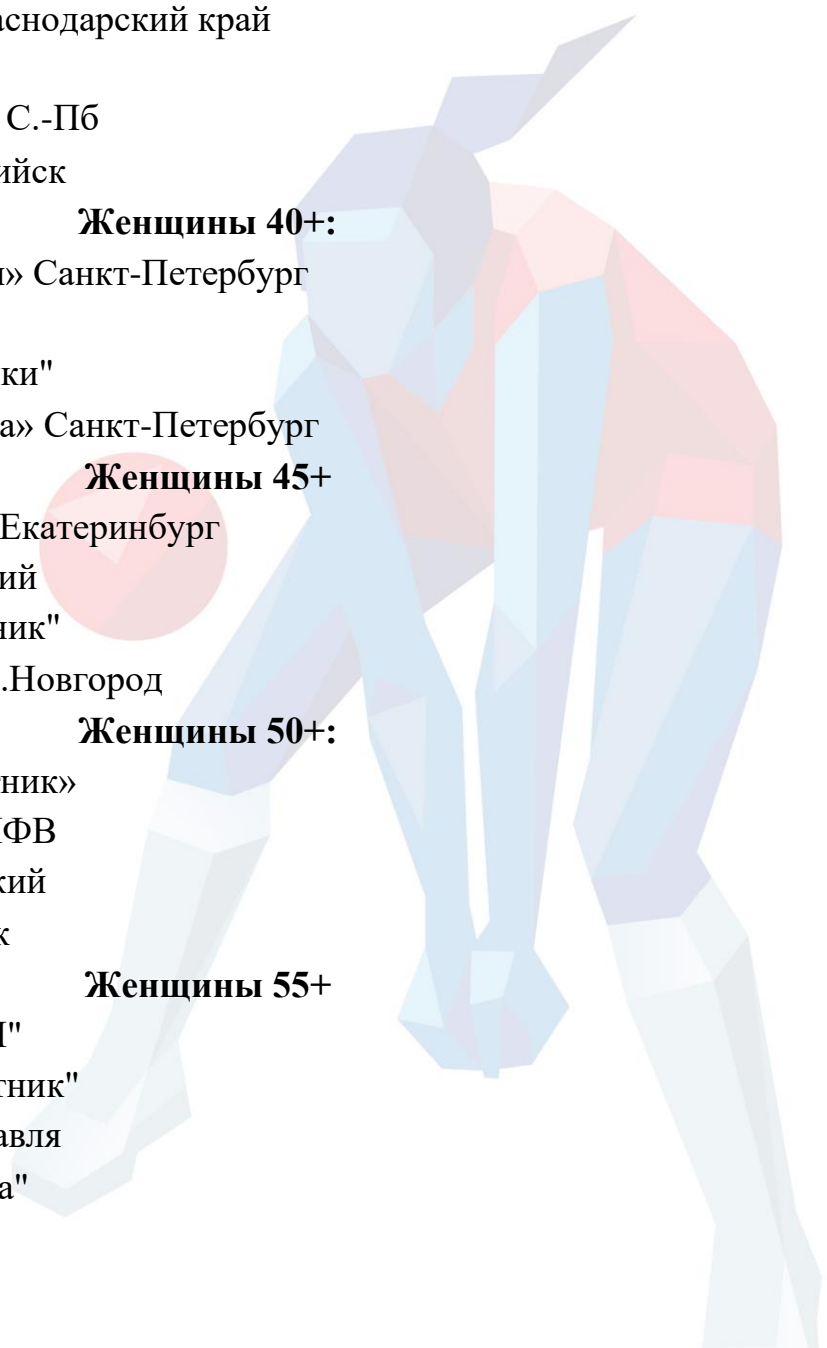 аснодарский край
С.-Пб
ийск
Женщины 40+:
» Санкт-Петербург
ки"
а» Санкт-Петербург
Женщины 45+
Екатеринбург
ий
ник"
.Новгород
Женщины 50+:
тник»
ФВ
кий
к
Женщины 55+
"
тник"
авля
а"